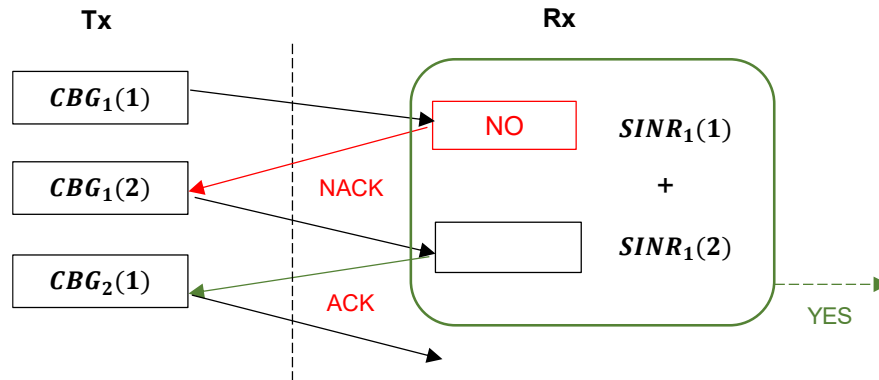 Tx
Rx
CBG₁(1)
NO
SINR₁(1)
CBG₁(2)
NACK
+
SINR₁(2)
CBG₂(1)
ACK
YES